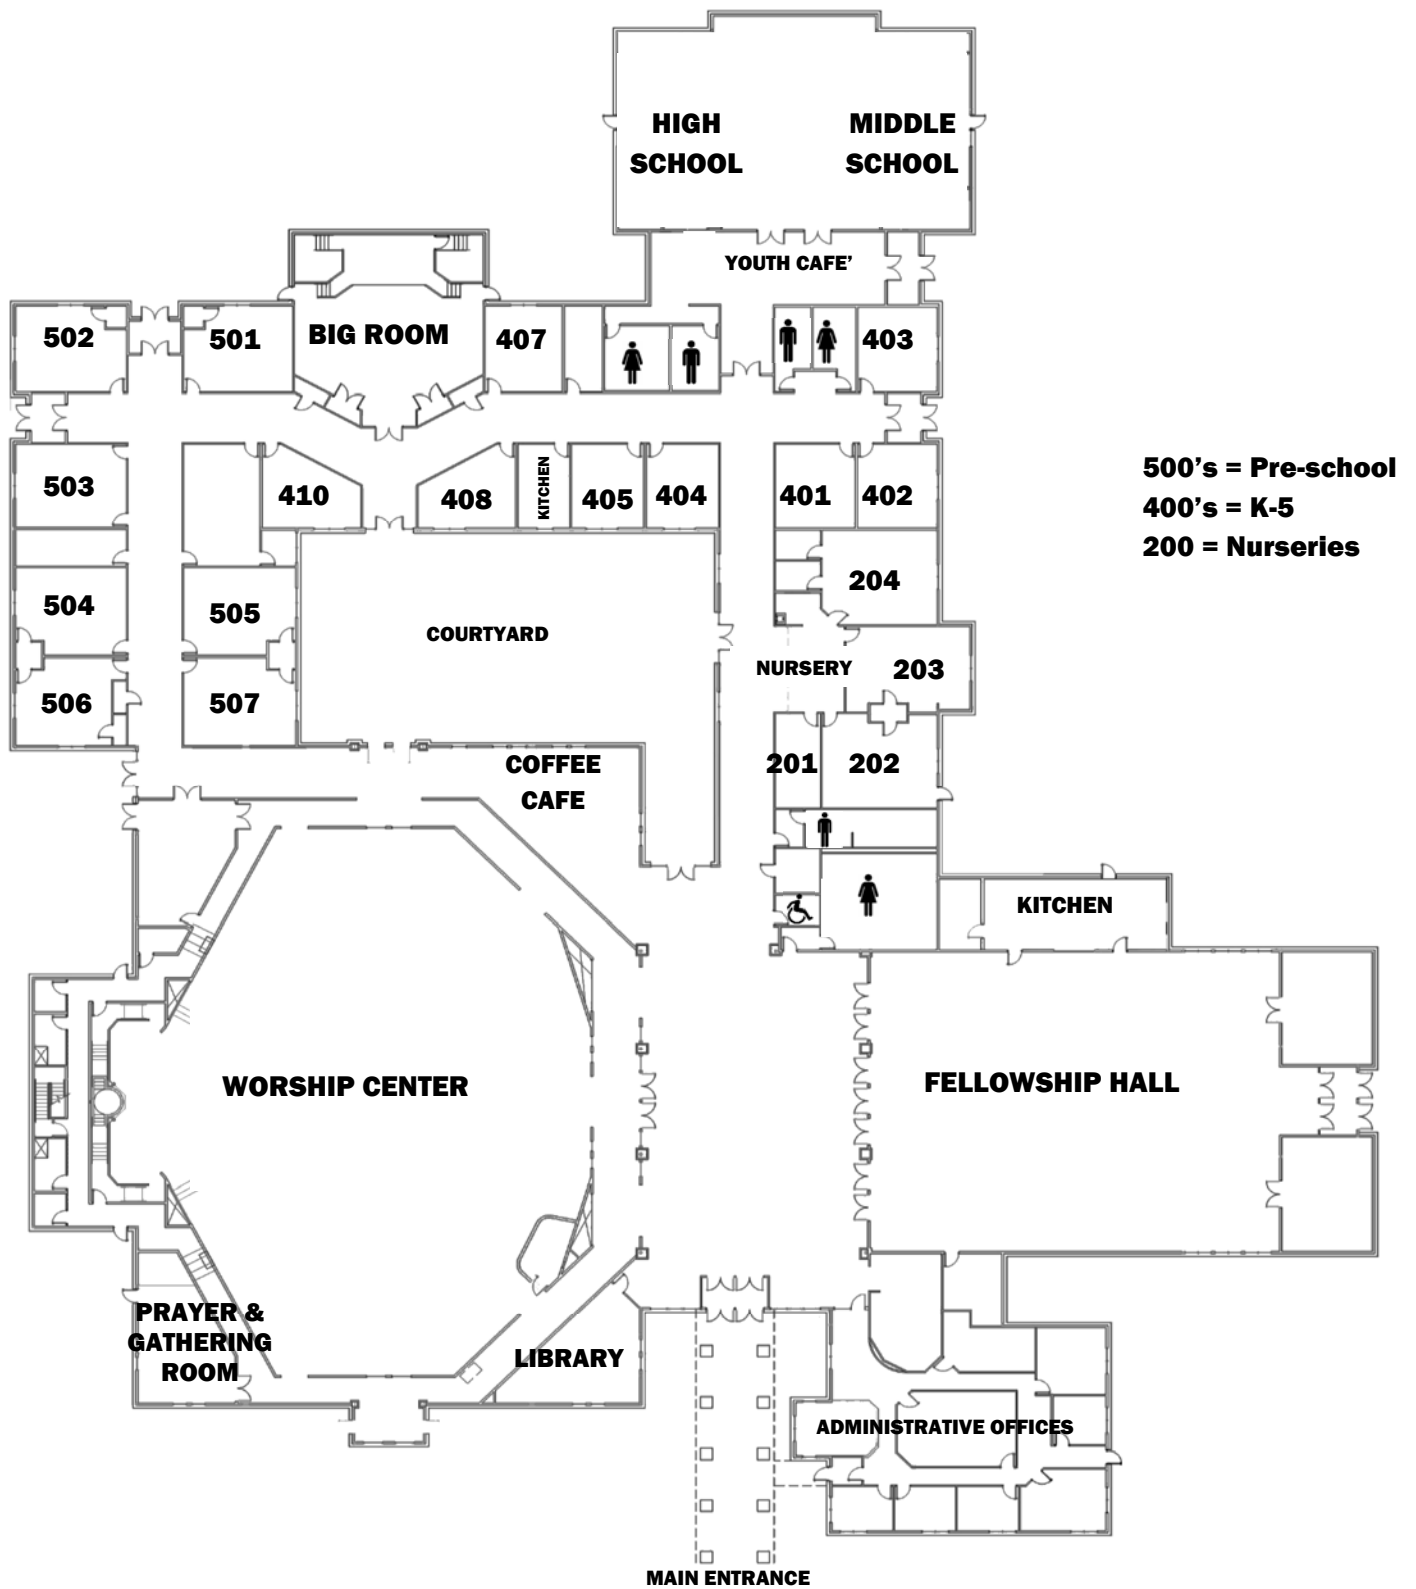 HIGH
SCHOOL
MIDDLE
SCHOOL
YOUTH CAFE'
502
501
BIG ROOM
407
403
503
410
408
KITCHEN
405
404
401
402
500's = Pre-school
400's = K-5
200 = Nurseries
204
504
505
COURTYARD
NURSERY
203
506
507
COFFEE
CAFE
201
202
KITCHEN
WORSHIP CENTER
FELLOWSHIP HALL
PRAYER &
GATHERING
ROOM
LIBRARY
ADMINISTRATIVE OFFICES
MAIN ENTRANCE